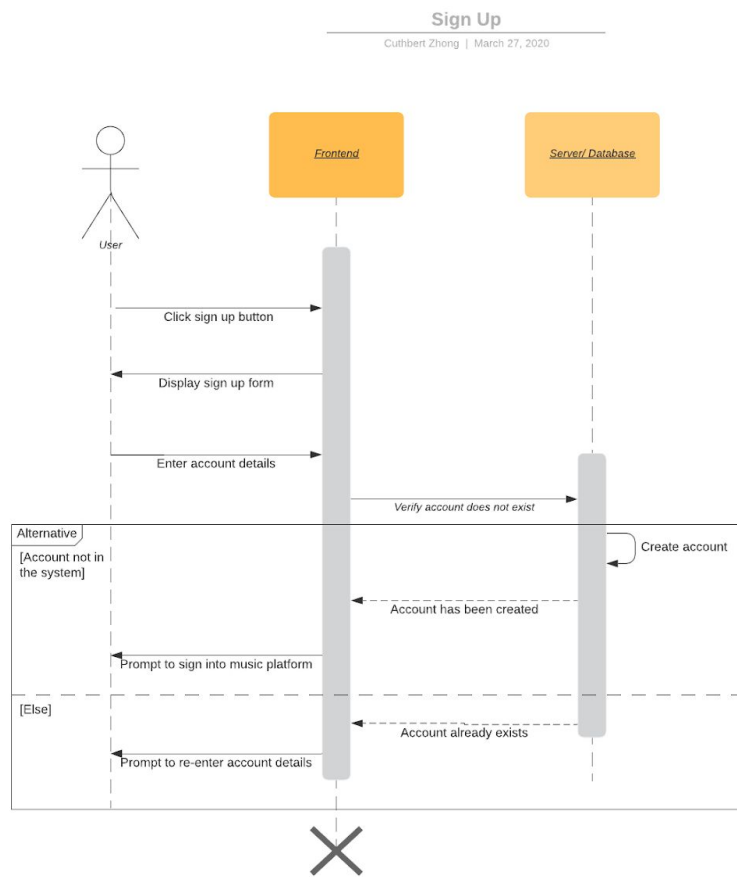 Sign Up
Cuthbert Zhong | March 27, 2020
Frontend
Server/ Database
User
Click sign up button
Display sign up form
Enter account details
Verify account does not exist
Alternative
[Account not in
the system]
Create account
Account has been created
Prompt to sign into music platform
[Else]
Account already exists
Prompt to re-enter account details